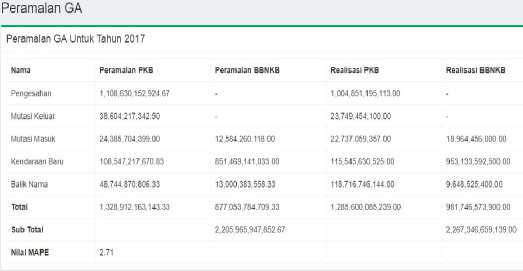 Peramalan GA
Peramalan GA Untuk Tahun 2017
Nama Peramalan PKB Peramalan BBNKB Realisasi PKB Realisasi BBNKB
Pengesahan 1,108,630,152,924.67 - 1,004,851,195,113.00 -
Mutasi Keluar 38,604,217,342.50 - 23,749,454,100.00 -
Mutasi Masuk 24,385,704,399.00 12,584,260,118.00 22,737,059,387.00 18,964,456,000.00
Kendaraan Baru 108,547,217,670.83 851,469,141,033.00 115,545,630,525.00 953,133,592,500.00
Balik Nama 48,744,870,806.33 13,000,383,558.33 118,716,746,144.00 9,648,525,400.00
Total 1,328,912,163,143.33 877,053,784,709.33 1,285,600,085,239.00 981,746,573,900.00
Sub Total 2,205,965,947,852.67 2,267,346,659,139.00
Nilai MAPE 2.71